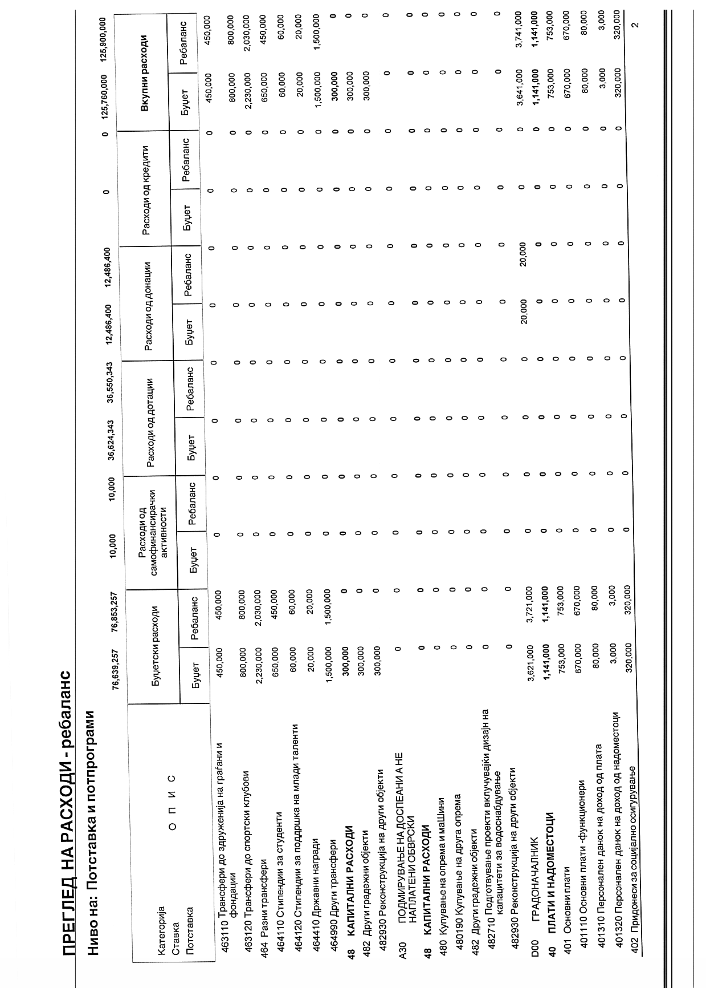 ПРЕГЛЕД НА РАСХОДИ - ребаланс
Ниво на: Потставка и потпрограми
76,639,257 76,853,257 10,000 10,000 36,624,343 36,550,343 12,486,400 12,486,400 0 0 125,760,000 125,900,000
Категорија
Ставка
Потставка
О П И С
Буџетски расходи
Расходи од
самофинансирачки
активности
Расходи од дотации
Расходи од донации
Расходи од кредити
Вкупни расходи
Буџет Ребаланс Буџет Ребаланс Буџет Ребаланс Буџет Ребаланс Буџет Ребаланс Буџет Ребаланс
463110 Трансфери до здруженија на граѓани и 450,000 450,000 0 0 0 0 0 0 0 0 450,000 450,000
фондации
463120 Трансфери до спортски клубови 800,000 800,000 0 0 0 0 0 0 0 0 800,000 800,000
464 Разни трансфери 2,230,000 2,030,000 0 0 0 0 0 0 0 0 2,230,000 2,030,000
464110 Стипендии за студенти 650,000 450,000 0 0 0 0 0 0 0 0 650,000 450,000
464120 Стипендии за поддршка на млади таленти 60,000 60,000 0 0 0 0 0 0 0 0 60,000 60,000
464410 Државни награди 20,000 20,000 0 0 0 0 0 0 0 0 20,000 20,000
464990 Други трансфери 1,500,000 1,500,000 0 0 0 0 0 0 0 0 1,500,000 1,500,000
48 КАПИТАЛНИ РАСХОДИ 300,000 0 0 0 0 0 0 0 0 0 300,000 0
482 Други градежни објекти 300,000 0 0 0 0 0 0 0 0 0 300,000 0
482930 Реконструкција на други објекти 300,000 0 0 0 0 0 0 0 0 0 300,000 0
А30 ПОДМИРУВАЊЕ НА ДОСПЕАНИ А НЕ 0 0 0 0 0 0 0 0 0 0 0 0
НАПЛАТЕНИ ОБВРСКИ
48 КАПИТАЛНИ РАСХОДИ 0 0 0 0 0 0 0 0 0 0 0 0
480 Купување на опрема и маШини 0 0 0 0 0 0 0 0 0 0 0 0
480190 Купување на друга опрема 0 0 0 0 0 0 0 0 0 0 0 0
482 Други градежни објекти 0 0 0 0 0 0 0 0 0 0 0 0
482710 Подготвување проекти вклучувајќи дизајн на 0 0 0 0 0 0 0 0 0 0 0 0
капацитети за водоснабдување
482930 Реконструкција на други објекти 0 0 0 0 0 0 0 0 0 0 0 0
D00 ГРАДОНАЧАЛНИК 3,621,000 3,721,000 0 0 0 0 20,000 20,000 0 0 3,641,000 3,741,000
40 ПЛАТИ И НАДОМЕСТОЦИ 1,141,000 1,141,000 0 0 0 0 0 0 0 0 1,141,000 1,141,000
401 Основни плати 753,000 753,000 0 0 0 0 0 0 0 0 753,000 753,000
401110 Основни плати -функционери 670,000 670,000 0 0 0 0 0 0 0 0 670,000 670,000
401310 Персонален данок на доход од плата 80,000 80,000 0 0 0 0 0 0 0 0 80,000 80,000
401320 Персонален данок на доход од надоместоци 3,000 3,000 0 0 0 0 0 0 0 0 3,000 3,000
402 Придонеси за социјално осигурување 320,000 320,000 0 0 0 0 0 0 0 0 320,000 320,000
2